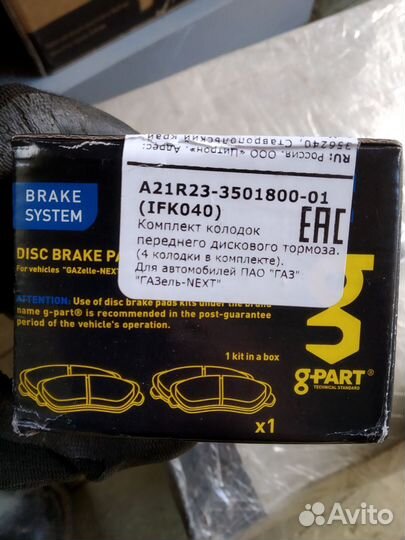 RU: Россия, ООО «Цитрон». Адрес:
356240, Ставропольский край
A21R23-3501800-01
(IFK040)
EAC
Комплект колодок
переднего дискового тормоза.
(4 колодки в комплекте).
Для автомобилей ПАО "ГАЗ"
"ГАЗель-NEXT"
BRAKE
SYSTEM
DISC BRAKE PA
For vehicles "GAZelle-NEXT
ATTENTION: Use of disc brake pads kits under the brand
name g-part® is recommended in the post-guarantee
period of the vehicle's operation.
1 kit in a box
x1
g-PART®
TECHNICAL STANDARD
Avito